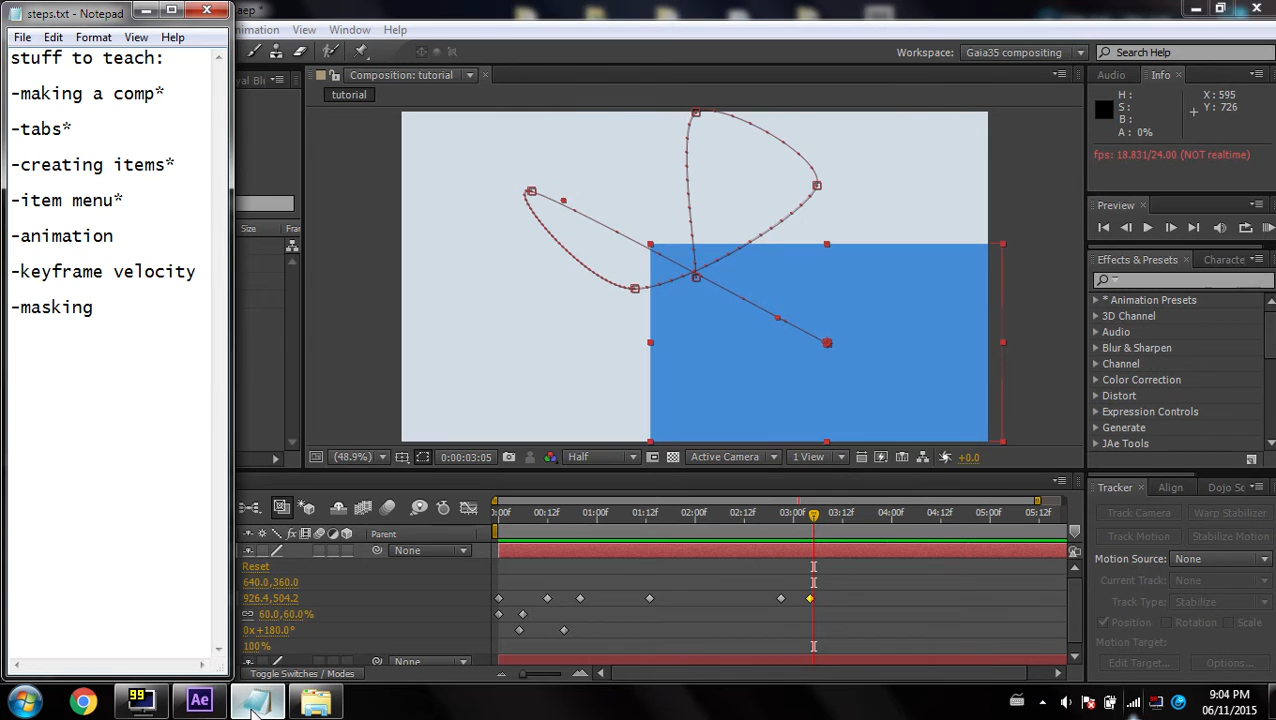 steps.txt - Notepad
aep *
File Edit Format View Help
nimation View Window Help
Workspace: Gaia35 compositing
Search Help
stuff to teach:
-making a comp*
-tabs*
-creating items*
-item menu*
-animation
-keyframe velocity
-masking
Composition: tutorial
tutorial
Size
Audio Info
H:
S:
B:
A: 0%
X: 595
Y: 726
fps: 18.831/24.00 (NOT realtime)
Preview
Effects & Presets
* Animation Presets
3D Channel
Audio
Blur & Sharpen
Channel
Color Correction
Distort
Expression Controls
Generate
JAe Tools
(48.9%) 0:00:03:05 Half Active Camera 1 View +0.0
Tracker Align Dojo Sc
Track Camera Warp Stabilizer
Track Motion Stabilize Motion
Motion Source: None
Current Track: None
Track Type: Stabilize
Position Rotation Scale
Motion Target:
Edit Target... Options...
:00f 00:12f 01:00f 01:12f 02:00f 02:12f 03:00f 03:12f 04:00f 04:12f 05:00f 05:12f
Parent
None
Reset
640.0,360.0
926.4,504.2
60.0,60.0%
0x+180.0°
100%
None
Toggle Switches / Modes
99
Ae
9:04 PM
06/11/2015